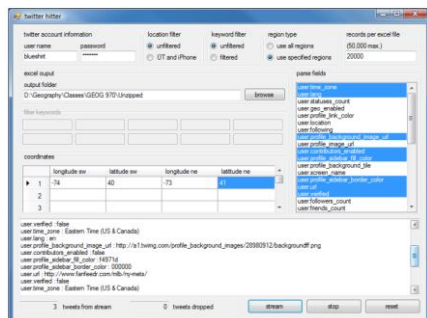 twitter hitter
twitter account information
user name password
blueshirt *******
location filter
unfiltered
OT and iPhone
keyword filter
unfiltered
filtered
region type
use all regions
use specified regions
records per excel file
(50,000 max.)
20000
excel ouput
output folder
D:\Geography\Classes\GEOG 970\Unzipped browse
filter keywords
coordinates
longitude sw latitude sw longitude ne latitude ne
1 -74 40 -73 41
2
3
parse fields
user:time_zone
user:lang
user:statuses_count
user:geo_enabled
user:profile_link_color
user:location
user:following
user:profile_background_image_url
user:profile_image_url
user:contributors_enabled
user:profile_sidebar_fill_color
user:profile_background_tile
user:screen_name
user:profile_sidebar_border_color
user:url
user:verified
user:followers_count
user:friends_count
user:verified : false
user:time_zone : Eastern Time (US & Canada)
user:lang : en
user:profile_background_image_url : http://a1.twimg.com/profile_background_images/28980912/backgroundff.png
user:contributors_enabled : false
user:profile_sidebar_fill_color : f4971d
user:profile_sidebar_border_color : 000000
user:url : http://www.fanfeedr.com/mlb/ny-mets/
user:verified : false
user:time_zone : Eastern Time (US & Canada)
3 tweets from stream 0 tweets dropped stream stop reset